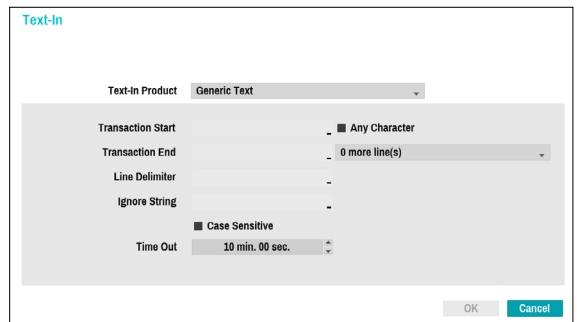 Text-In
Text-In Product Generic Text
Transaction Start Any Character
Transaction End 0 more line(s)
Line Delimiter
Ignore String
Case Sensitive
Time Out 10 min. 00 sec.
OK Cancel